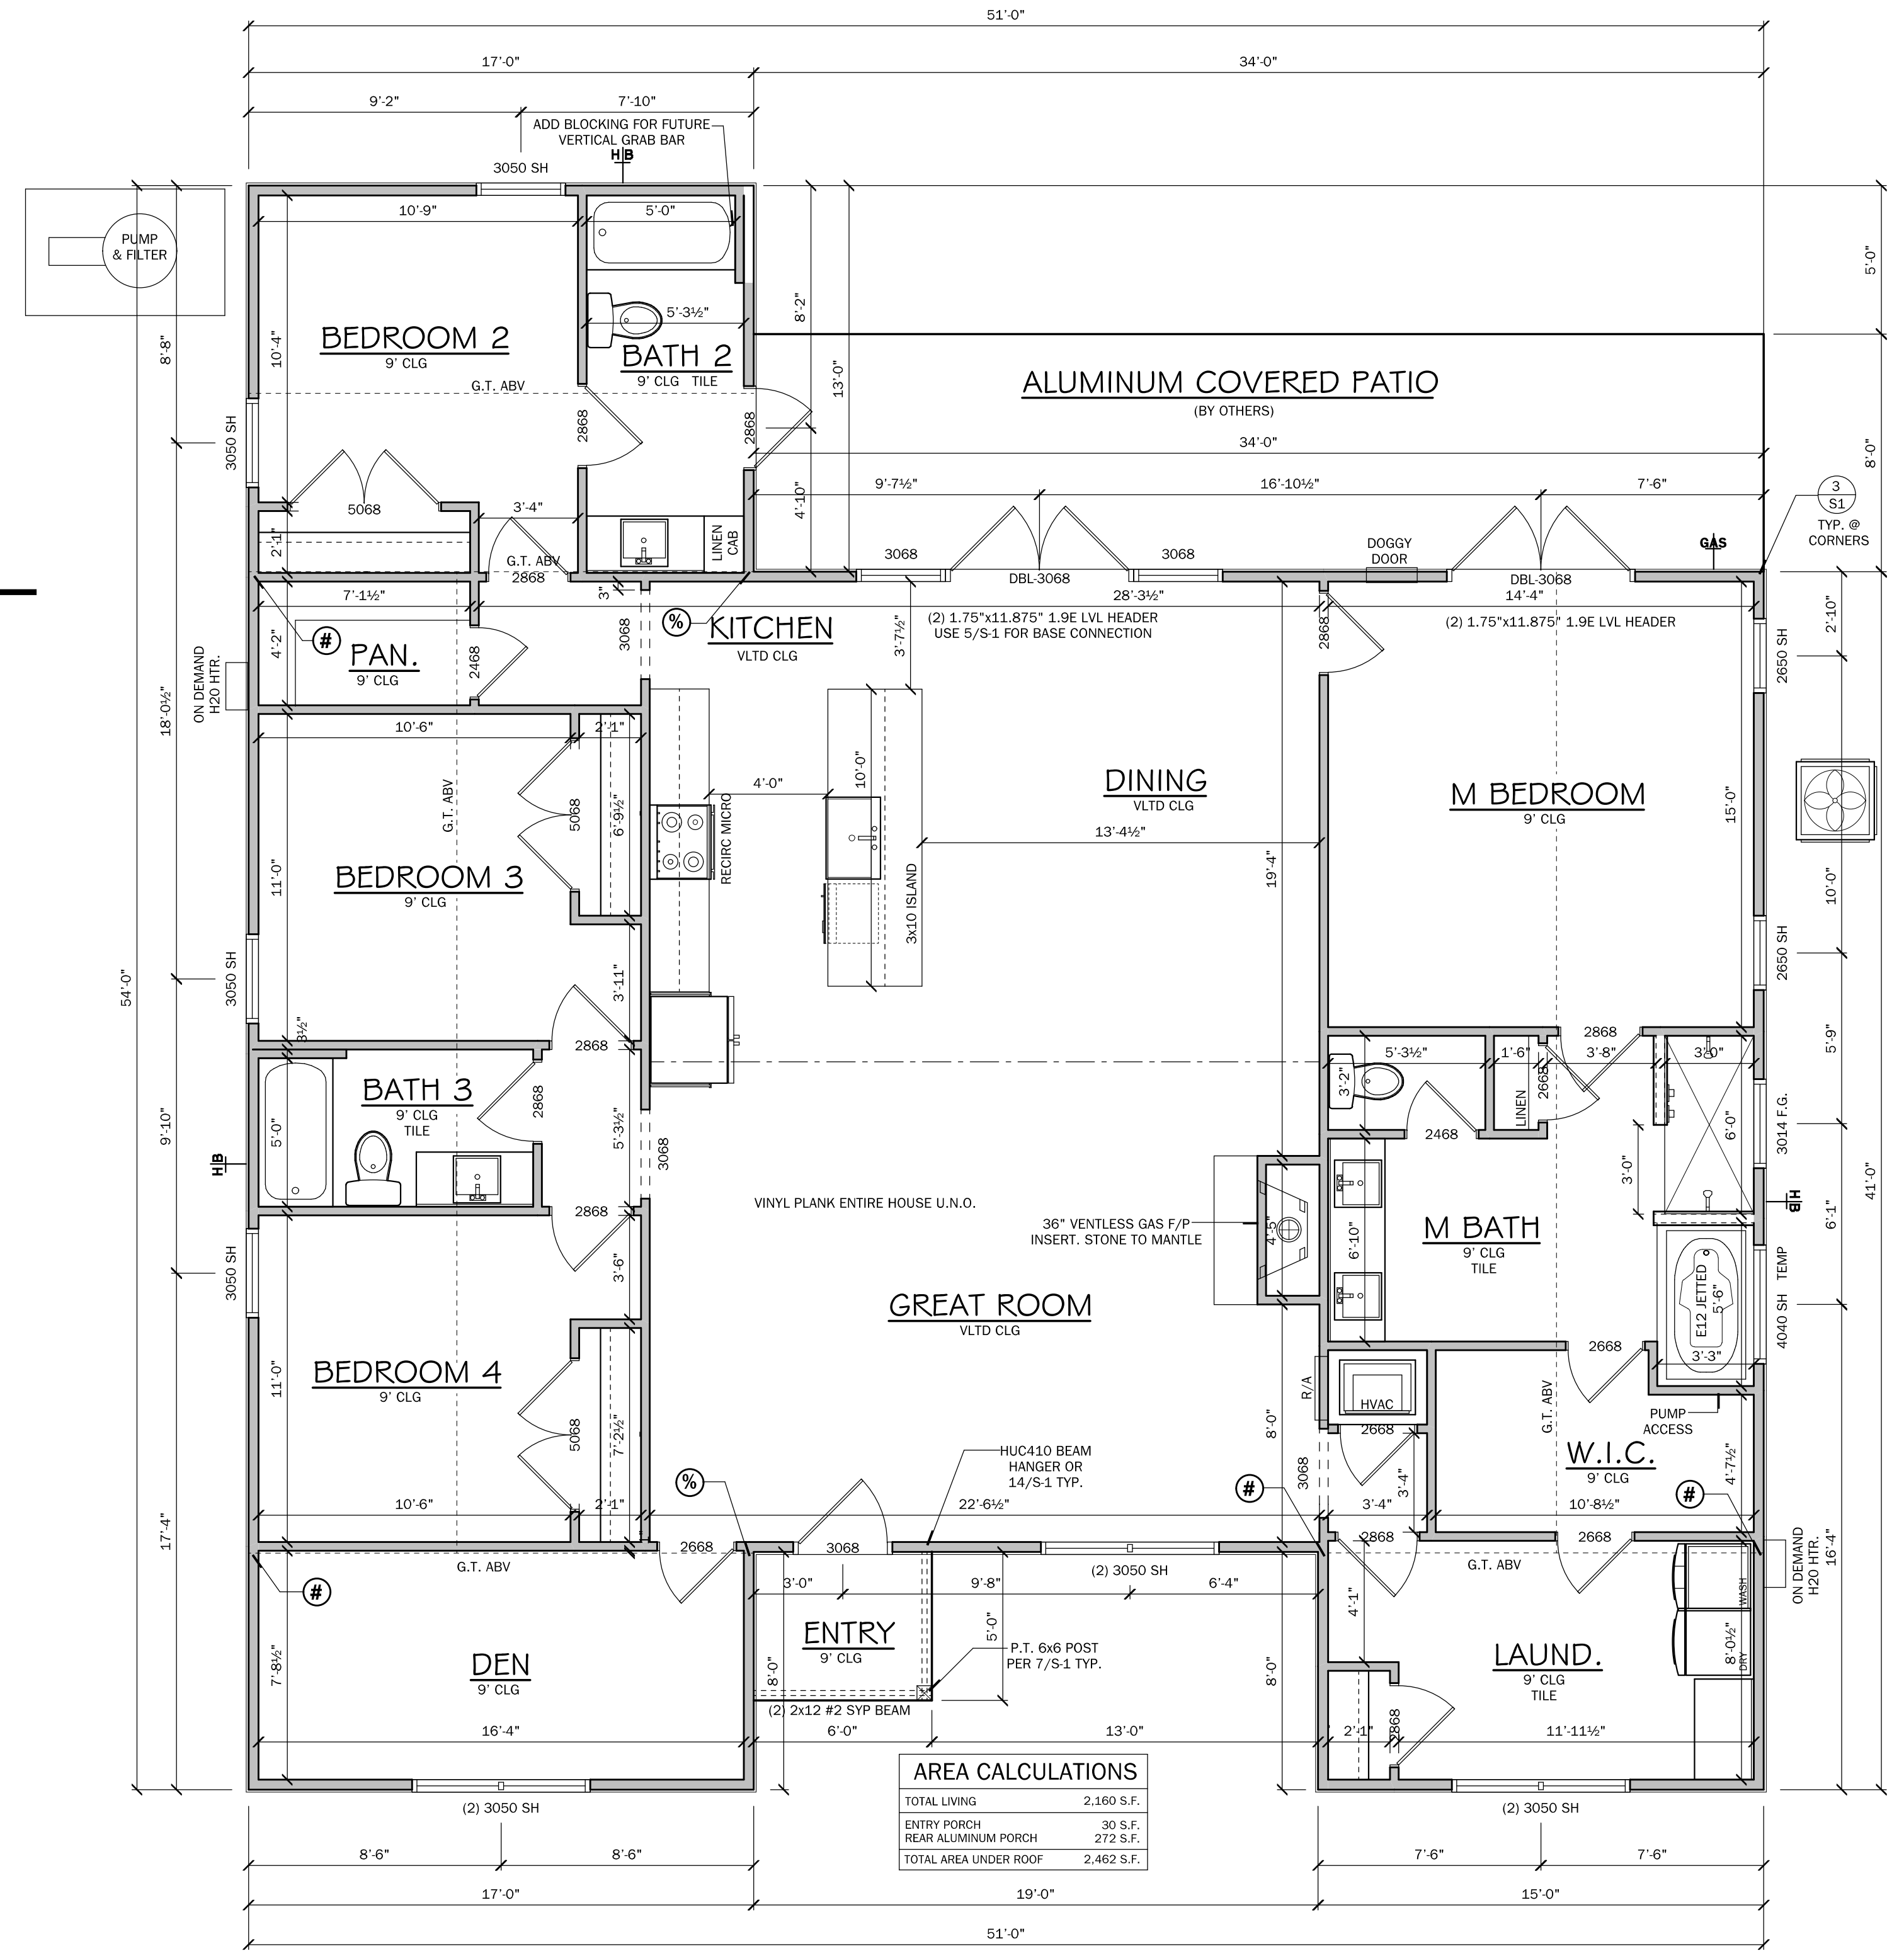 51'-0"
17'-0"
34'-0"
9'-2"
7'-10"
ADD BLOCKING FOR FUTURE
VERTICAL GRAB BAR
H B
3050 SH
10'-9"
5'-0"
PUMP
& FILTER
5'-0"
8'-2"
5'-3½"
BEDROOM 2
9' CLG
10'-4"
8'-8"
BATH 2
9' CLG TILE
G.T. ABV
13'-0"
ALUMINUM COVERED PATIO
(BY OTHERS)
2868
2868
3050 SH
34'-0"
8'-0"
9'-7½"
16'-10½"
7'-6"
3
S1
TYP. @
CORNERS
4'-10"
5068
3'-4"
2'-1"
LINEN
CAB
G.T. ABV
2868
3068
3068
DBL-3068
DOGGY
DOOR
GAS
DBL-3068
7'-1½"
3"
28'-3½"
14'-4"
2'-10"
(2) 1.75"x11.875" 1.9E LVL HEADER
USE 5/S-1 FOR BASE CONNECTION
(2) 1.75"x11.875" 1.9E LVL HEADER
%
KITCHEN
VLTD CLG
3068
3'-7½"
2868
#
4'-2"
PAN.
9' CLG
2468
2650 SH
ON DEMAND
H20 HTR.
18'-0½"
10'-6"
2'-1"
4'-0"
10'-0"
DINING
VLTD CLG
13'-4½"
M BEDROOM
9' CLG
15'-0"
G.T. ABV
5068
6'-9½"
RECIRC MICRO
19'-4"
10'-0"
BEDROOM 3
9' CLG
11'-0"
3x10 ISLAND
2650 SH
3050 SH
54'-0"
3'-11"
3½"
2868
2868
5'-9"
5'-3½"
1'-6"
3'-8"
3'-0"
3'-2"
2668
LINEN
BATH 3
9' CLG
TILE
2868
5'-0"
9'-10"
5'-3½"
3068
2468
6'-0"
3014 F.G.
41'-0"
H B
3'-0"
VINYL PLANK ENTIRE HOUSE U.N.O.
H B
2868
36" VENTLESS GAS F/P
INSERT. STONE TO MANTLE
4'-5"
6'-10"
M BATH
9' CLG
TILE
6'-1"
3050 SH
3'-6"
GREAT ROOM
VLTD CLG
E12 JETTED
5'-6"
4040 SH TEMP
2668
3'-3"
BEDROOM 4
9' CLG
11'-0"
R/A
HVAC
2668
G.T. ABV
PUMP
ACCESS
5068
7'-2½"
8'-0"
W.I.C.
9' CLG
4'-7½"
HUC410 BEAM
HANGER OR
14/S-1 TYP.
%
3068
#
3'-4"
#
10'-6"
2'-1"
22'-6½"
3'-4"
10'-8½"
17'-4"
2668
3068
2868
2668
G.T. ABV
(2) 3050 SH
G.T. ABV
ON DEMAND
H20 HTR.
16'-4"
#
3'-0"
9'-8"
6'-4"
4'-1"
WASH
ENTRY
9' CLG
5'-0"
P.T. 6x6 POST
PER 7/S-1 TYP.
DEN
9' CLG
7'-8½"
8'-0"
8'-0"
LAUND.
9' CLG
TILE
8'-0½"
DRY
(2) 2x12 #2 SYP BEAM
16'-4"
6'-0"
13'-0"
2'-1"
2868
11'-11½"
AREA CALCULATIONS
TOTAL LIVING 2,160 S.F.
ENTRY PORCH 30 S.F.
REAR ALUMINUM PORCH 272 S.F.
TOTAL AREA UNDER ROOF 2,462 S.F.
(2) 3050 SH
(2) 3050 SH
8'-6"
8'-6"
7'-6"
7'-6"
17'-0"
19'-0"
15'-0"
51'-0"